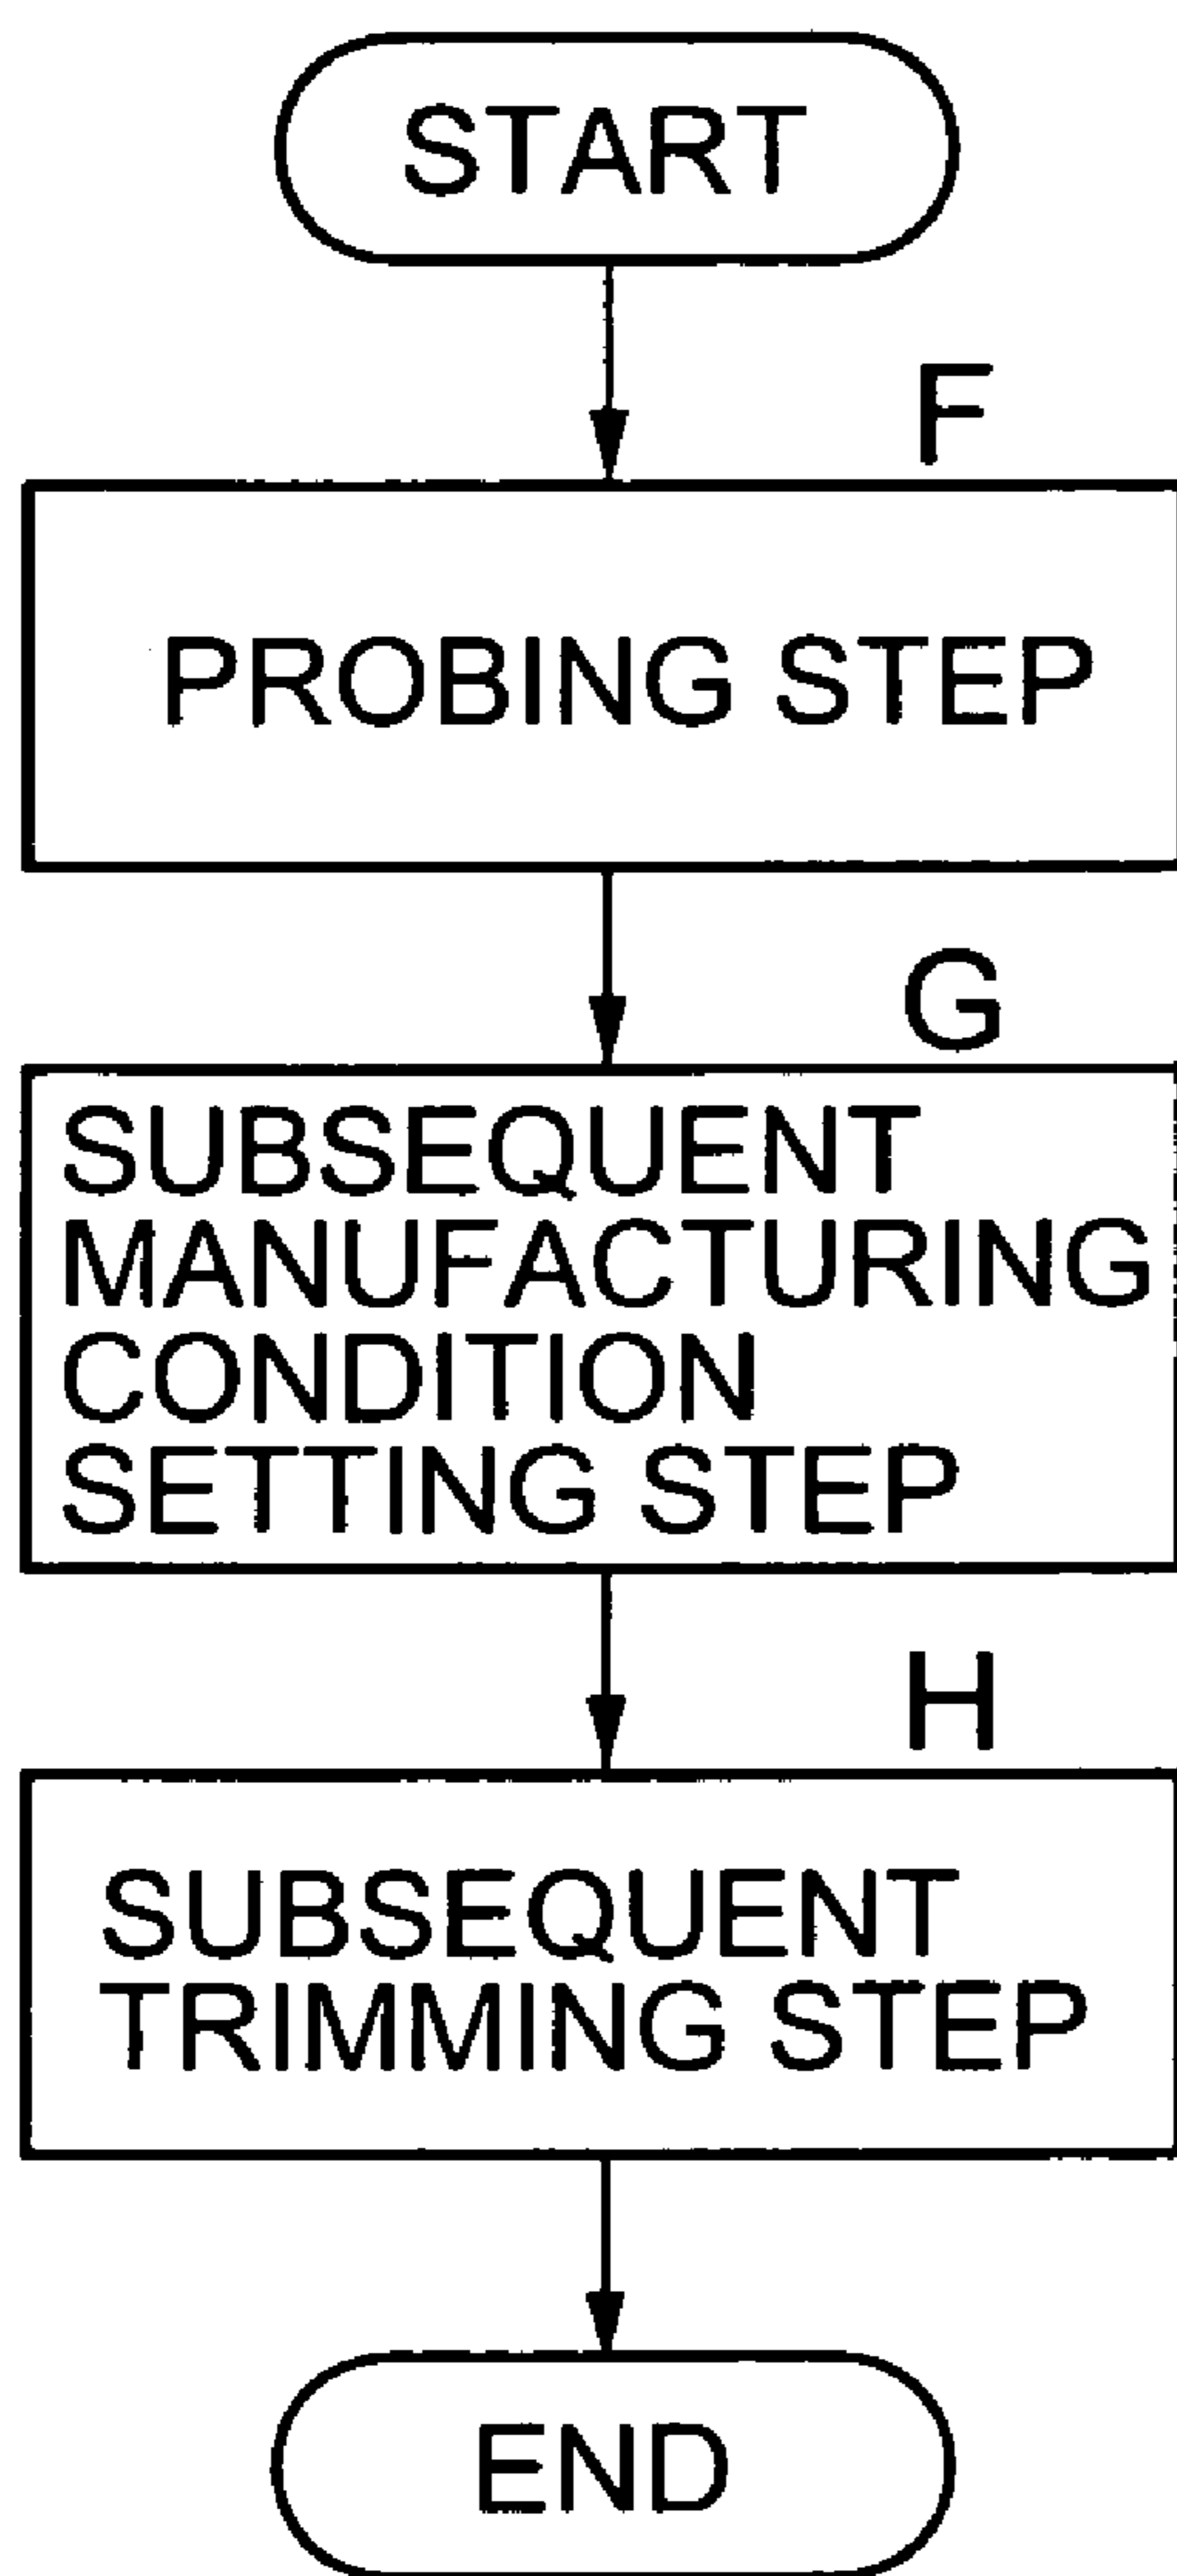 START
F
PROBING STEP
G
SUBSEQUENT
MANUFACTURING
CONDITION
SETTING STEP
H
SUBSEQUENT
TRIMMING STEP
END